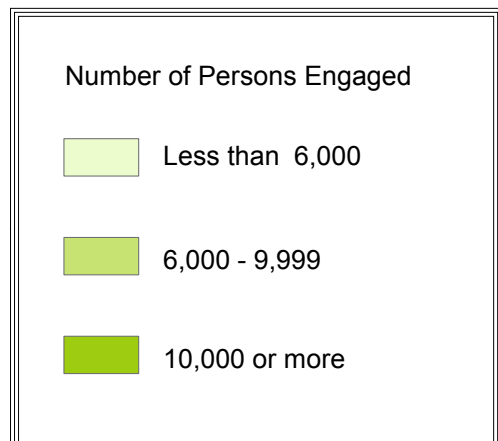 Number of Persons Engaged
Less than 6,000
6,000 - 9,999
10,000 or more